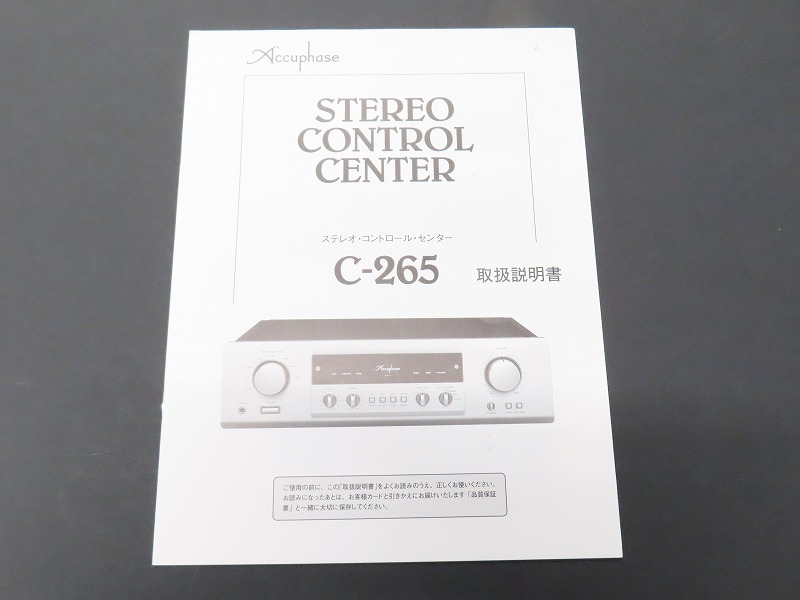 Accuphase
STEREO
CONTROL
CENTER
ステレオ・コントロール・センター
C-265 取扱説明書
Accuphase
ご使用の前に、この「取扱説明書」をよくお読みのうえ、正しくお使いください。
お読みになったあとは、お客様カードと引きかえにお届けいたします「品質保証
書」と一緒に大切に保存してください。